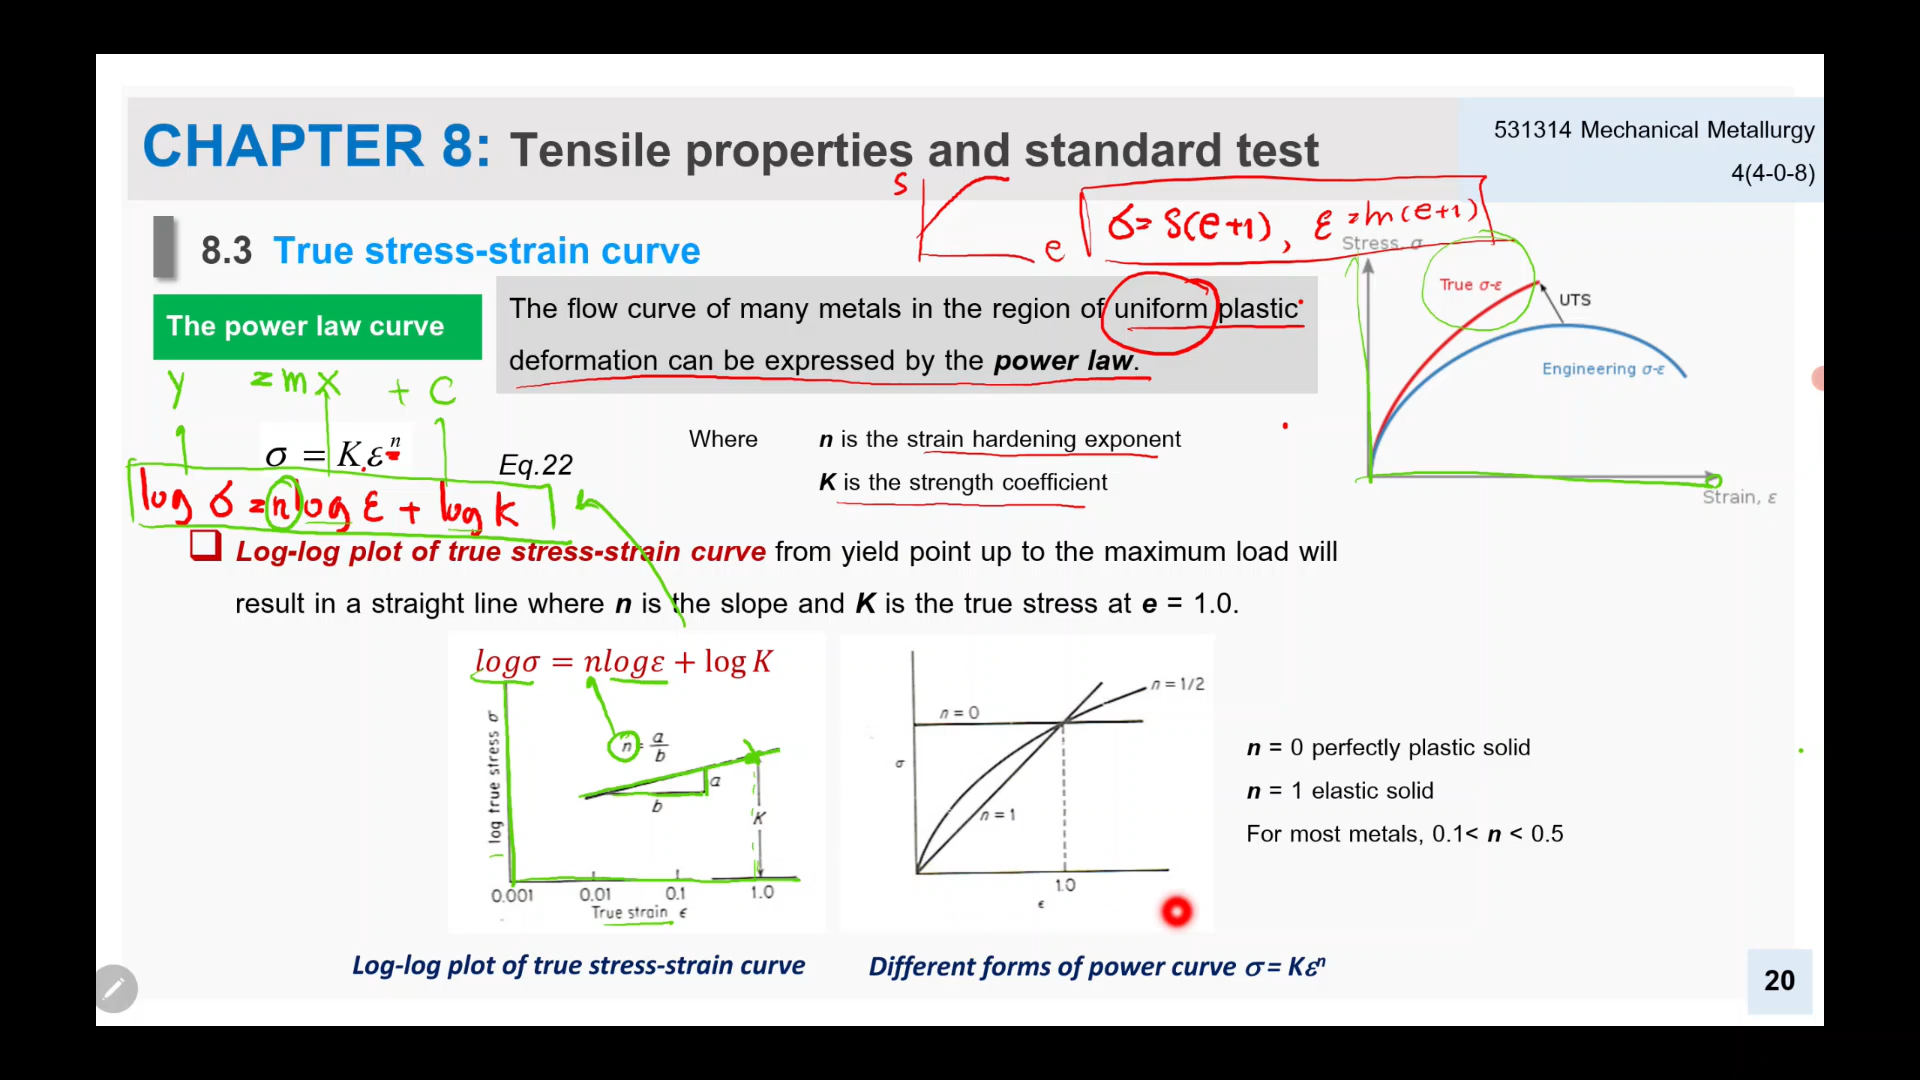 CHAPTER 8: Tensile properties and standard test
531314 Mechanical Metallurgy
4(4-0-8)
8.3 True stress-strain curve
s
e
σ = S(e+1), ε = ln(e+1)
The power law curve
The flow curve of many metals in the region of uniform plastic
deformation can be expressed by the power law.
Stress, σ
True σ-ε
UTS
Engineering σ-ε
Strain, ε
y = mx + C
σ = Kεⁿ
Eq.22
Where n is the strain hardening exponent
K is the strength coefficient
log σ = n log ε + log K
❑ Log-log plot of true stress-strain curve from yield point up to the maximum load will
result in a straight line where n is the slope and K is the true stress at e = 1.0.
logσ = nlogε + log K
log true stress σ
n = a/b
a
b
K
0.001 0.01 0.1 1.0
True strain ϵ
n = 0
n = 1/2
n = 1
σ
1.0
ϵ
n = 0 perfectly plastic solid
n = 1 elastic solid
For most metals, 0.1< n < 0.5
Log-log plot of true stress-strain curve
Different forms of power curve σ = Kεⁿ
20